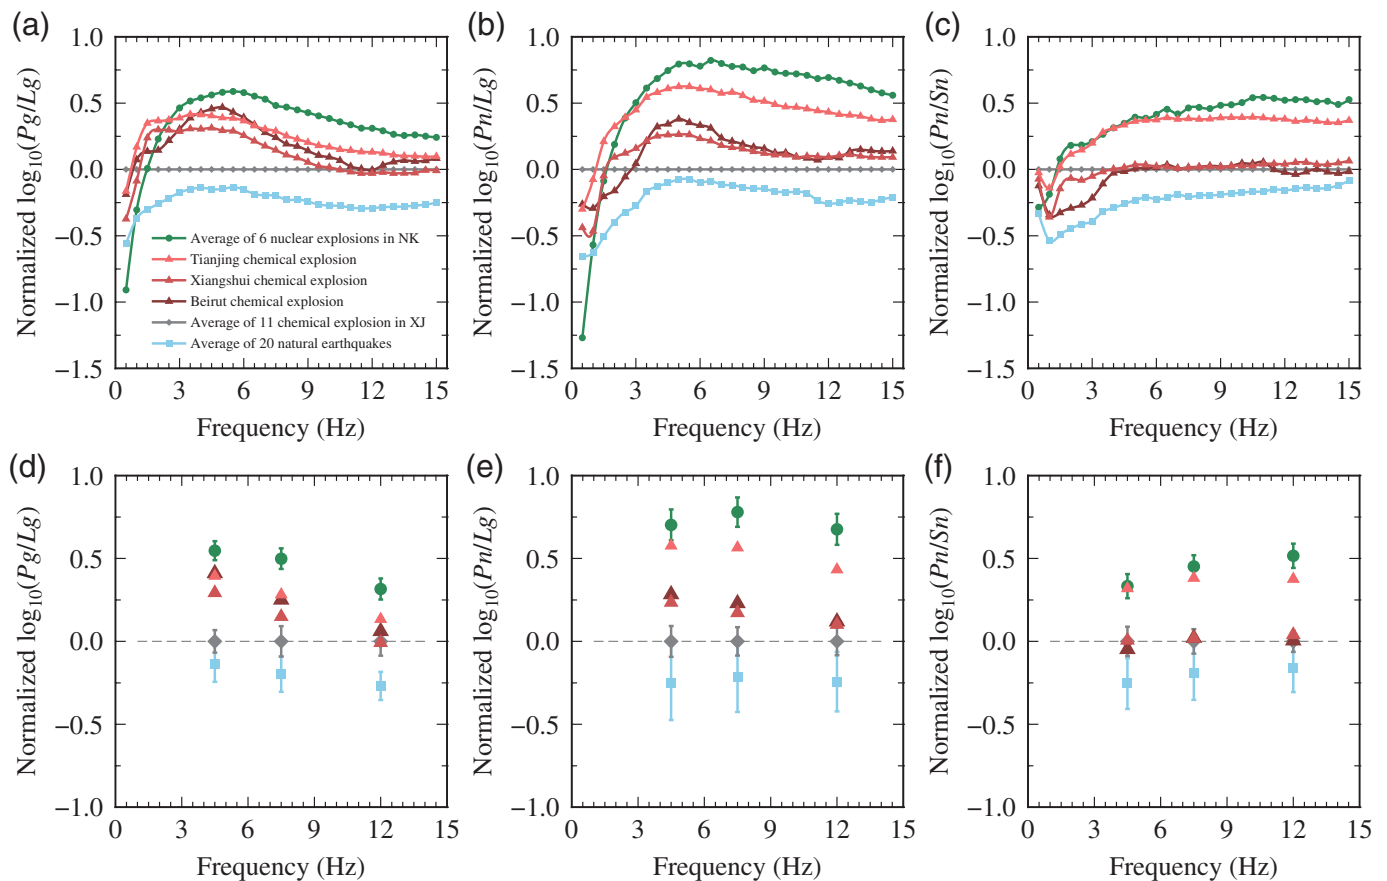 (a)
1.0
0.5
0.0
−0.5
−1.0
−1.5
Normalized log10(Pg/Lg)
Average of 6 nuclear explosions in NK
Tianjing chemical explosion
Xiangshui chemical explosion
Beirut chemical explosion
Average of 11 chemical explosion in XJ
Average of 20 natural earthquakes
0 3 6 9 12 15
Frequency (Hz)
(b)
1.0
0.5
0.0
−0.5
−1.0
−1.5
Normalized log10(Pn/Lg)
0 3 6 9 12 15
Frequency (Hz)
(c)
1.0
0.5
0.0
−0.5
−1.0
−1.5
Normalized log10(Pn/Sn)
0 3 6 9 12 15
Frequency (Hz)
(d)
1.0
0.5
0.0
−0.5
−1.0
Normalized log10(Pg/Lg)
0 3 6 9 12 15
Frequency (Hz)
(e)
1.0
0.5
0.0
−0.5
−1.0
Normalized log10(Pn/Lg)
0 3 6 9 12 15
Frequency (Hz)
(f)
1.0
0.5
0.0
−0.5
−1.0
Normalized log10(Pn/Sn)
0 3 6 9 12 15
Frequency (Hz)